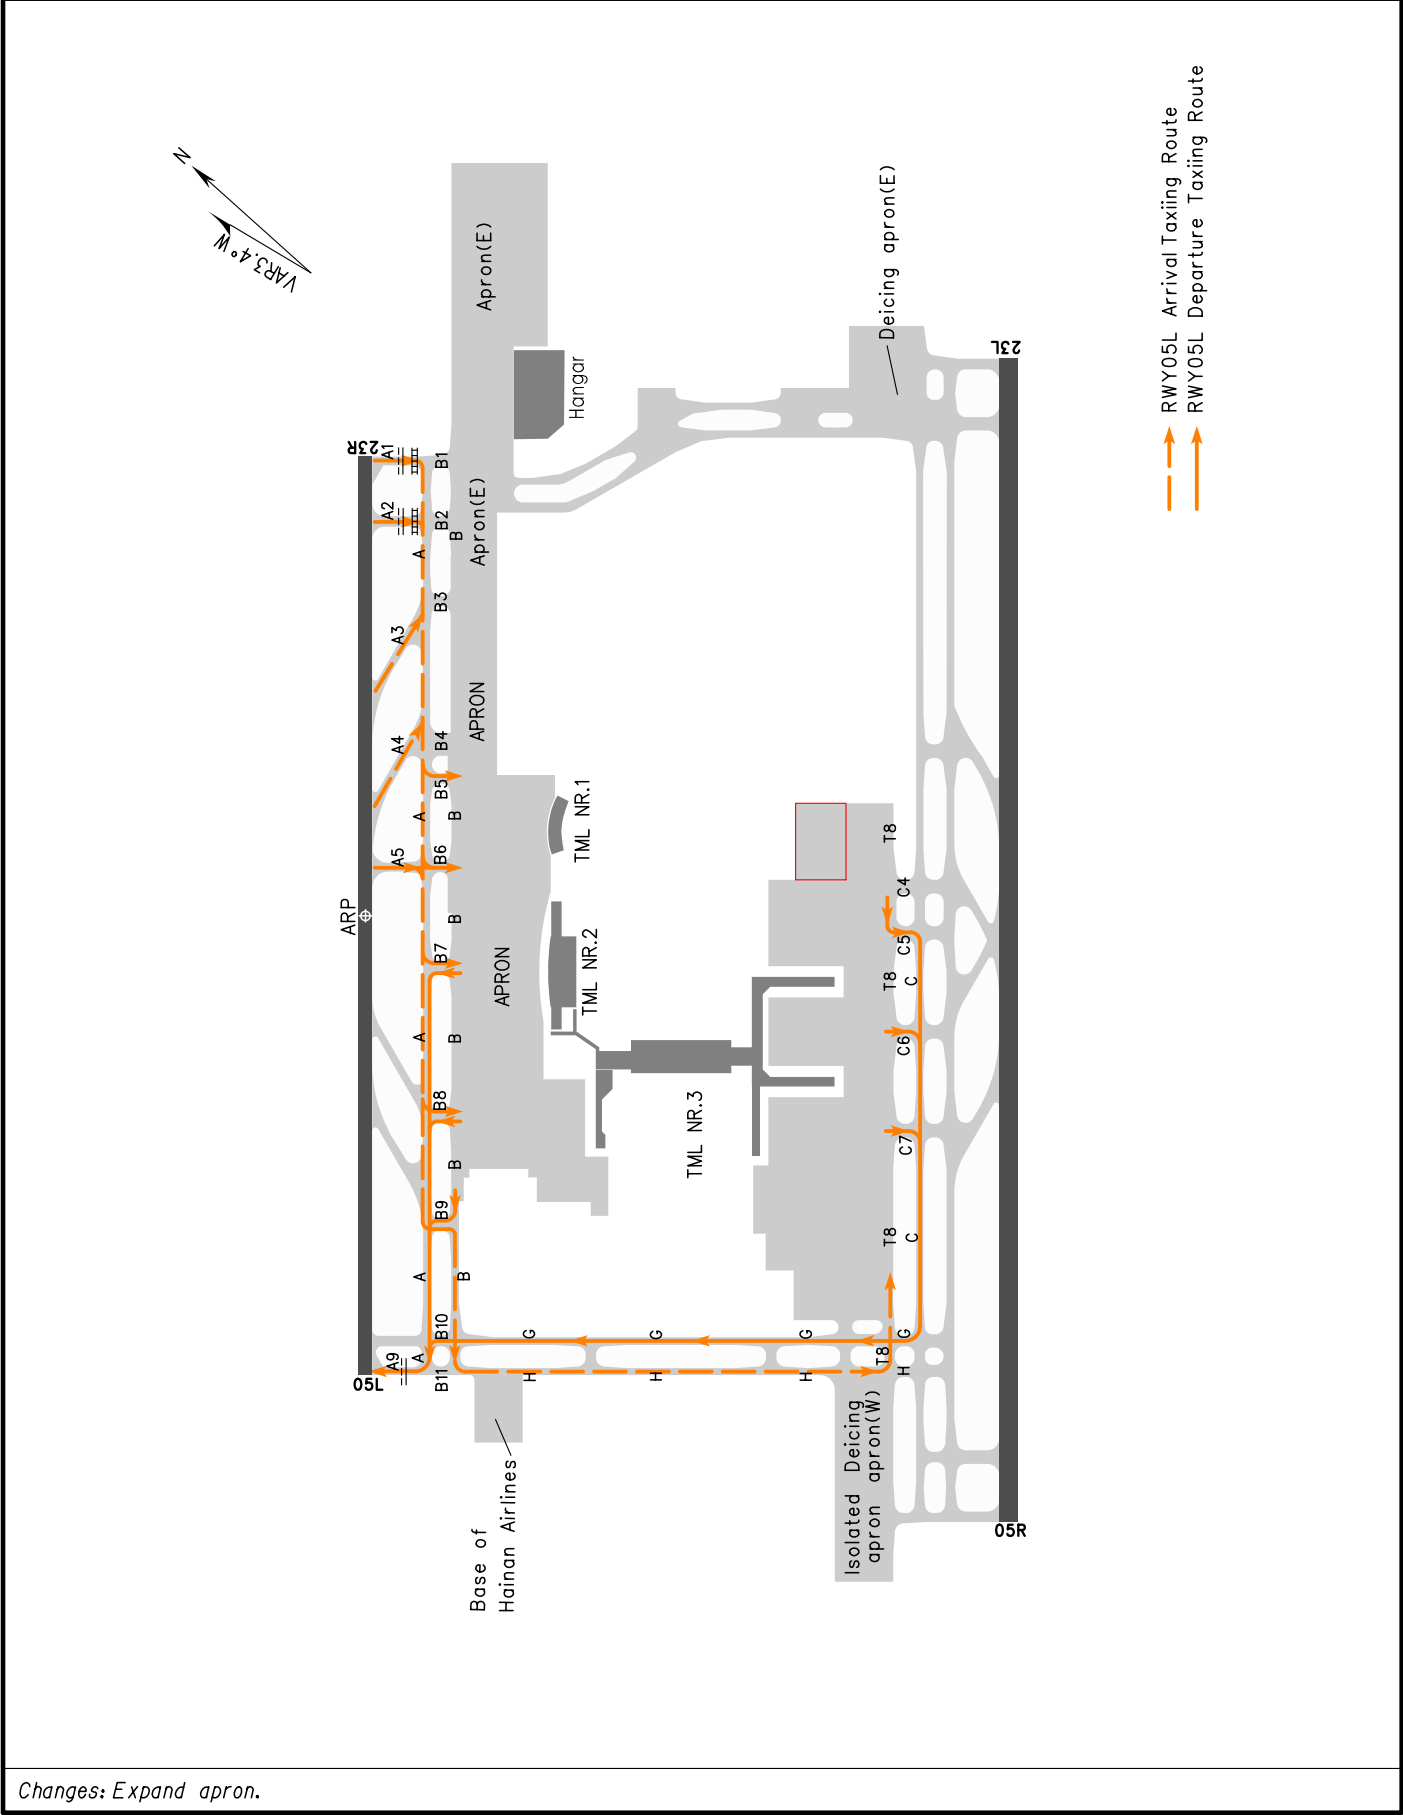 N
VAR3.4°W
Apron(E)
Deicing apron(E)
RWY05L Arrival Taxiing Route
RWY05L Departure Taxiing Route
23L
Hangar
23R
A1
B1
A2
B2
B
Apron(E)
A
B3
A3
APRON
A4
B4
B5
TML NR.1
A
B
T8
A5
B6
C4
ARP
B
B7
APRON
TML NR.2
C5
T8
C
A
B
C6
B8
TML NR.3
C7
B
B9
T8
C
A
B
B10
G
G
G
G
A9
A
T8
05L
B11
H
H
H
H
Isolated Deicing
apron apron(W)
Base of
Hainan Airlines
05R
Changes: Expand apron.